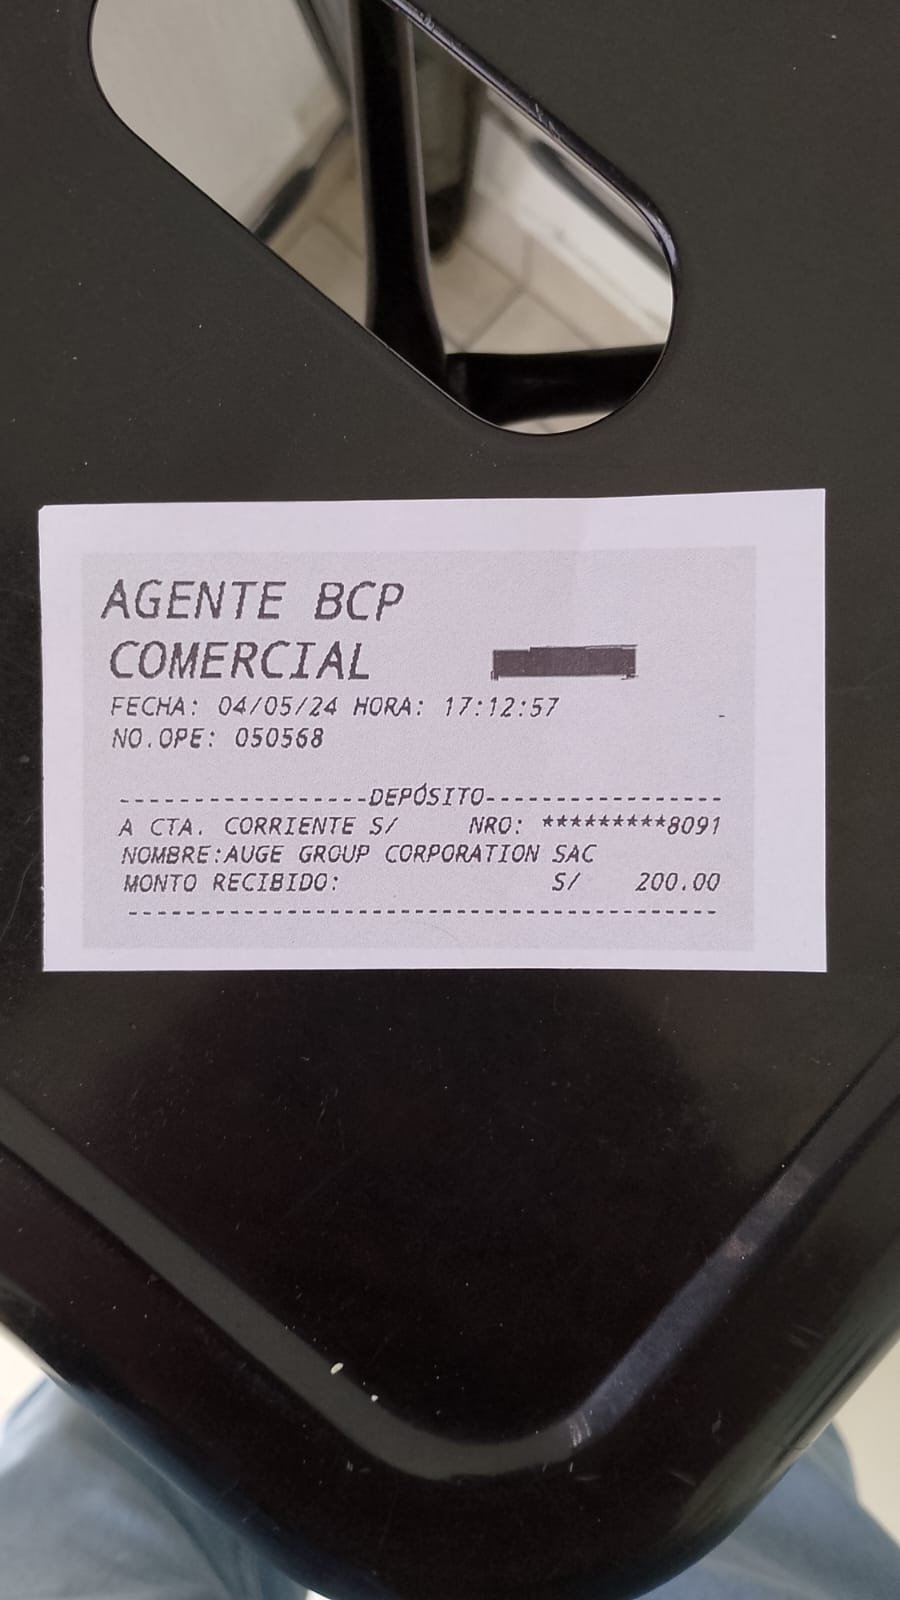 AGENTE BCP
COMERCIAL
FECHA: 04/05/24 HORA: 17:12:57
NO.OPE: 050568
-----------------DEPÓSITO----------------
A CTA. CORRIENTE S/ NRO: *********8091
NOMBRE:AUGE GROUP CORPORATION SAC
MONTO RECIBIDO: S/ 200.00
----------------------------------------